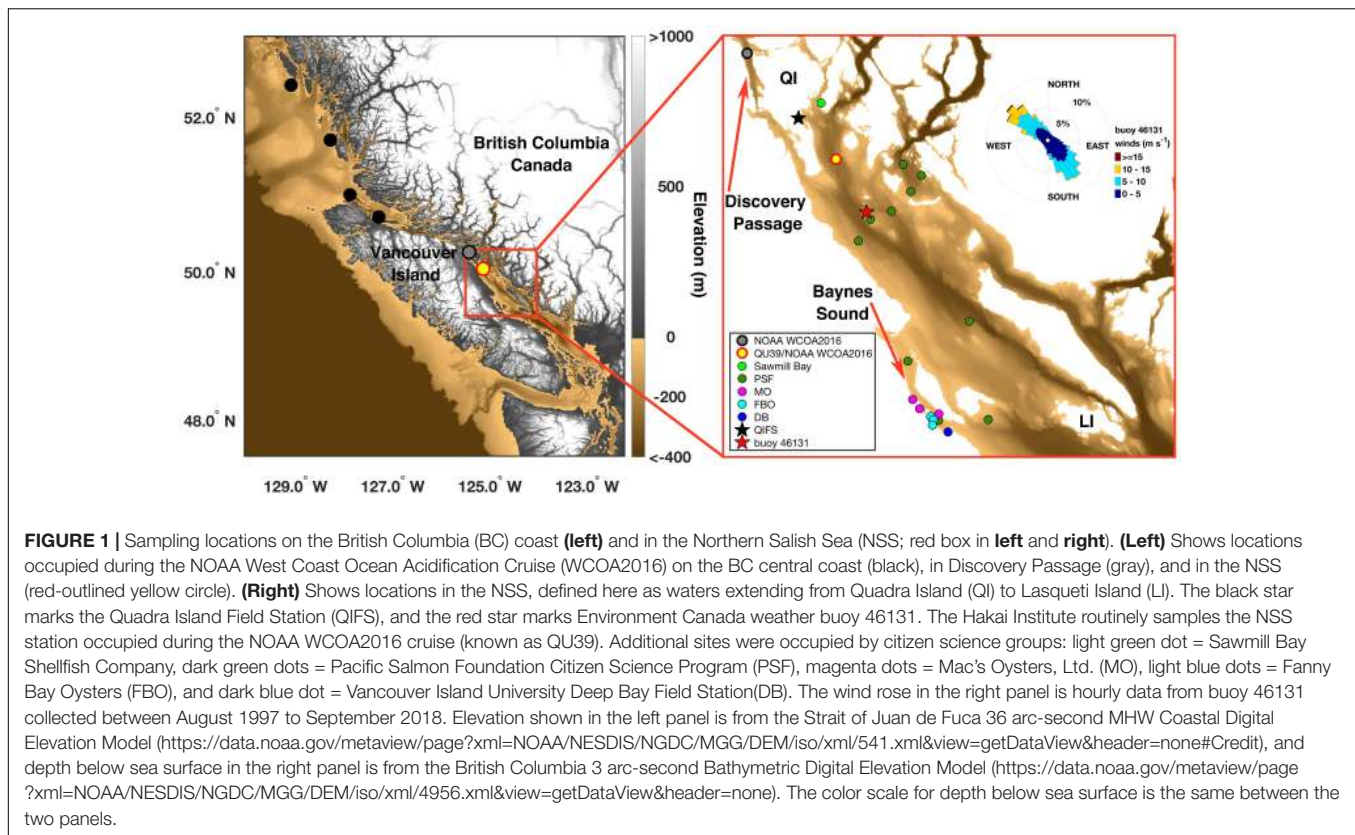 52.0° N
50.0° N
48.0° N
129.0° W
127.0° W
125.0° W
123.0° W
British Columbia
Canada
Vancouver
Island
>1000
500
0
-200
<-400
Elevation (m)
QI
Discovery
Passage
Baynes
Sound
LI
NORTH
10%
5%
WEST
EAST
SOUTH
buoy 46131
winds (m s⁻¹)
>=15
10 - 15
5 - 10
0 - 5
NOAA WCOA2016
QU39/NOAA WCOA2016
Sawmill Bay
PSF
MO
FBO
DB
QIFS
buoy 46131
FIGURE 1 | Sampling locations on the British Columbia (BC) coast (left) and in the Northern Salish Sea (NSS; red box in left and right). (Left) Shows locations
occupied during the NOAA West Coast Ocean Acidification Cruise (WCOA2016) on the BC central coast (black), in Discovery Passage (gray), and in the NSS
(red-outlined yellow circle). (Right) Shows locations in the NSS, defined here as waters extending from Quadra Island (QI) to Lasqueti Island (LI). The black star
marks the Quadra Island Field Station (QIFS), and the red star marks Environment Canada weather buoy 46131. The Hakai Institute routinely samples the NSS
station occupied during the NOAA WCOA2016 cruise (known as QU39). Additional sites were occupied by citizen science groups: light green dot = Sawmill Bay
Shellfish Company, dark green dots = Pacific Salmon Foundation Citizen Science Program (PSF), magenta dots = Mac's Oysters, Ltd. (MO), light blue dots = Fanny
Bay Oysters (FBO), and dark blue dot = Vancouver Island University Deep Bay Field Station(DB). The wind rose in the right panel is hourly data from buoy 46131
collected between August 1997 to September 2018. Elevation shown in the left panel is from the Strait of Juan de Fuca 36 arc-second MHW Coastal Digital
Elevation Model (https://data.noaa.gov/metaview/page?xml=NOAA/NESDIS/NGDC/MGG/DEM/iso/xml/541.xml&view=getDataView&header=none#Credit), and
depth below sea surface in the right panel is from the British Columbia 3 arc-second Bathymetric Digital Elevation Model (https://data.noaa.gov/metaview/page
?xml=NOAA/NESDIS/NGDC/MGG/DEM/iso/xml/4956.xml&view=getDataView&header=none). The color scale for depth below sea surface is the same between the
two panels.